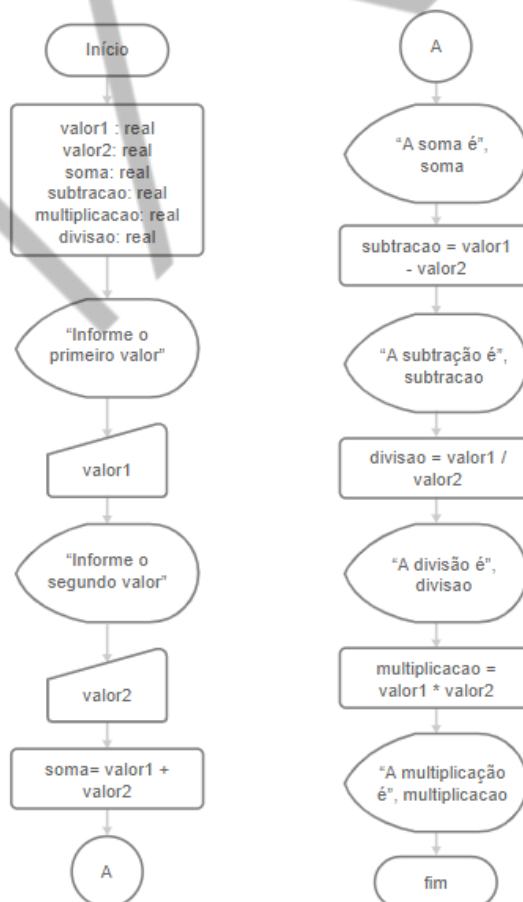 Início
valor1 : real
valor2: real
soma: real
subtracao: real
multiplicacao: real
divisao: real
“Informe o
primeiro valor”
valor1
“Informe o
segundo valor”
valor2
soma= valor1 +
valor2
A
A
“A soma é”,
soma
subtracao = valor1
- valor2
“A subtração é”,
subtracao
divisao = valor1 /
valor2
“A divisão é”,
divisao
multiplicacao =
valor1 * valor2
“A multiplicação
é”, multiplicacao
fim